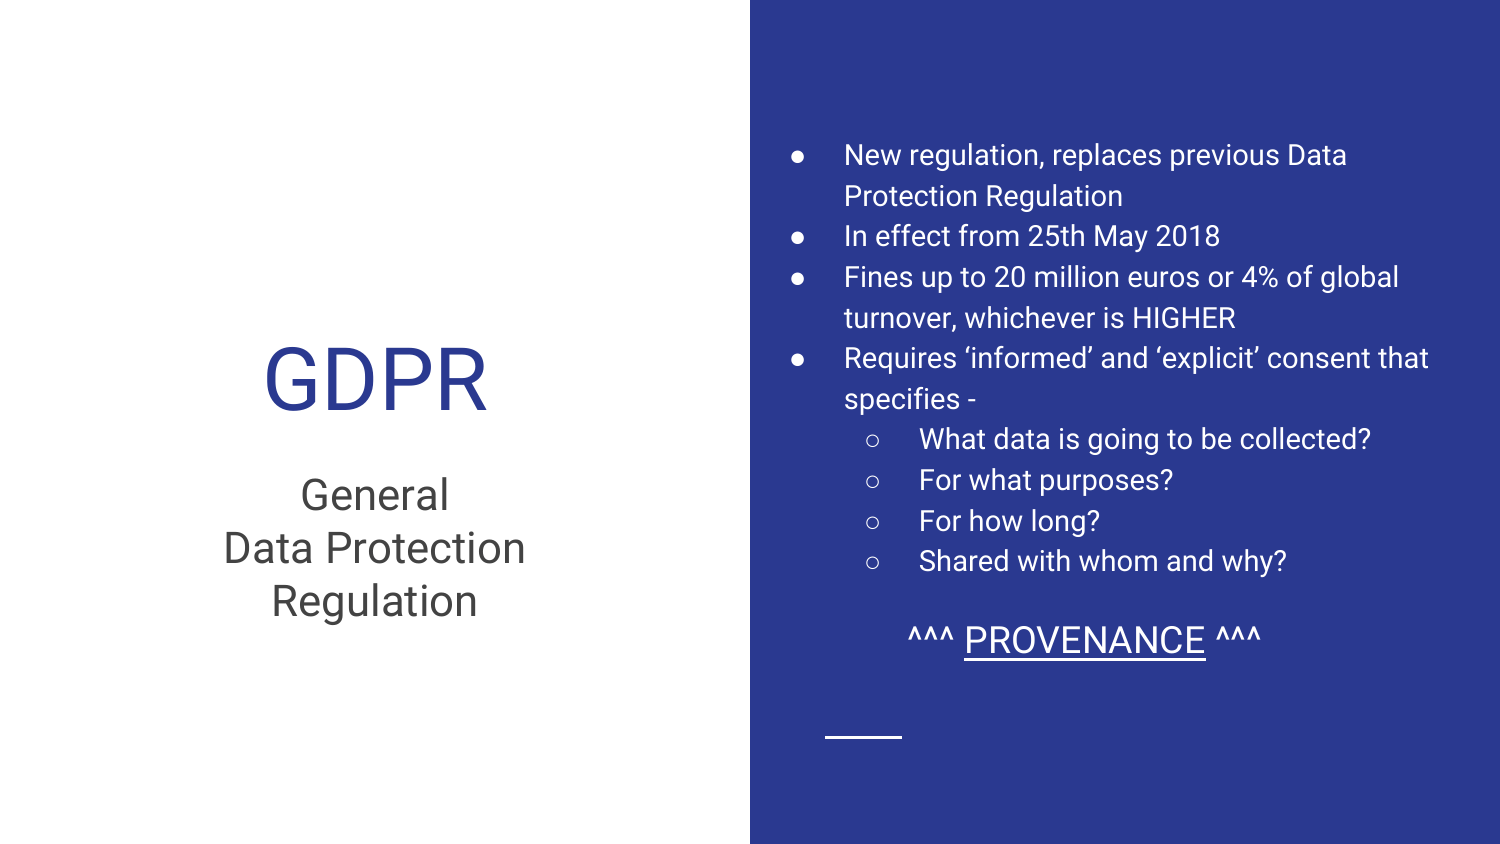 GDPR
General
Data Protection
Regulation
● New regulation, replaces previous Data
Protection Regulation
● In effect from 25th May 2018
● Fines up to 20 million euros or 4% of global
turnover, whichever is HIGHER
● Requires ‘informed’ and ‘explicit’ consent that
specifies -
○ What data is going to be collected?
○ For what purposes?
○ For how long?
○ Shared with whom and why?
^^^ PROVENANCE ^^^